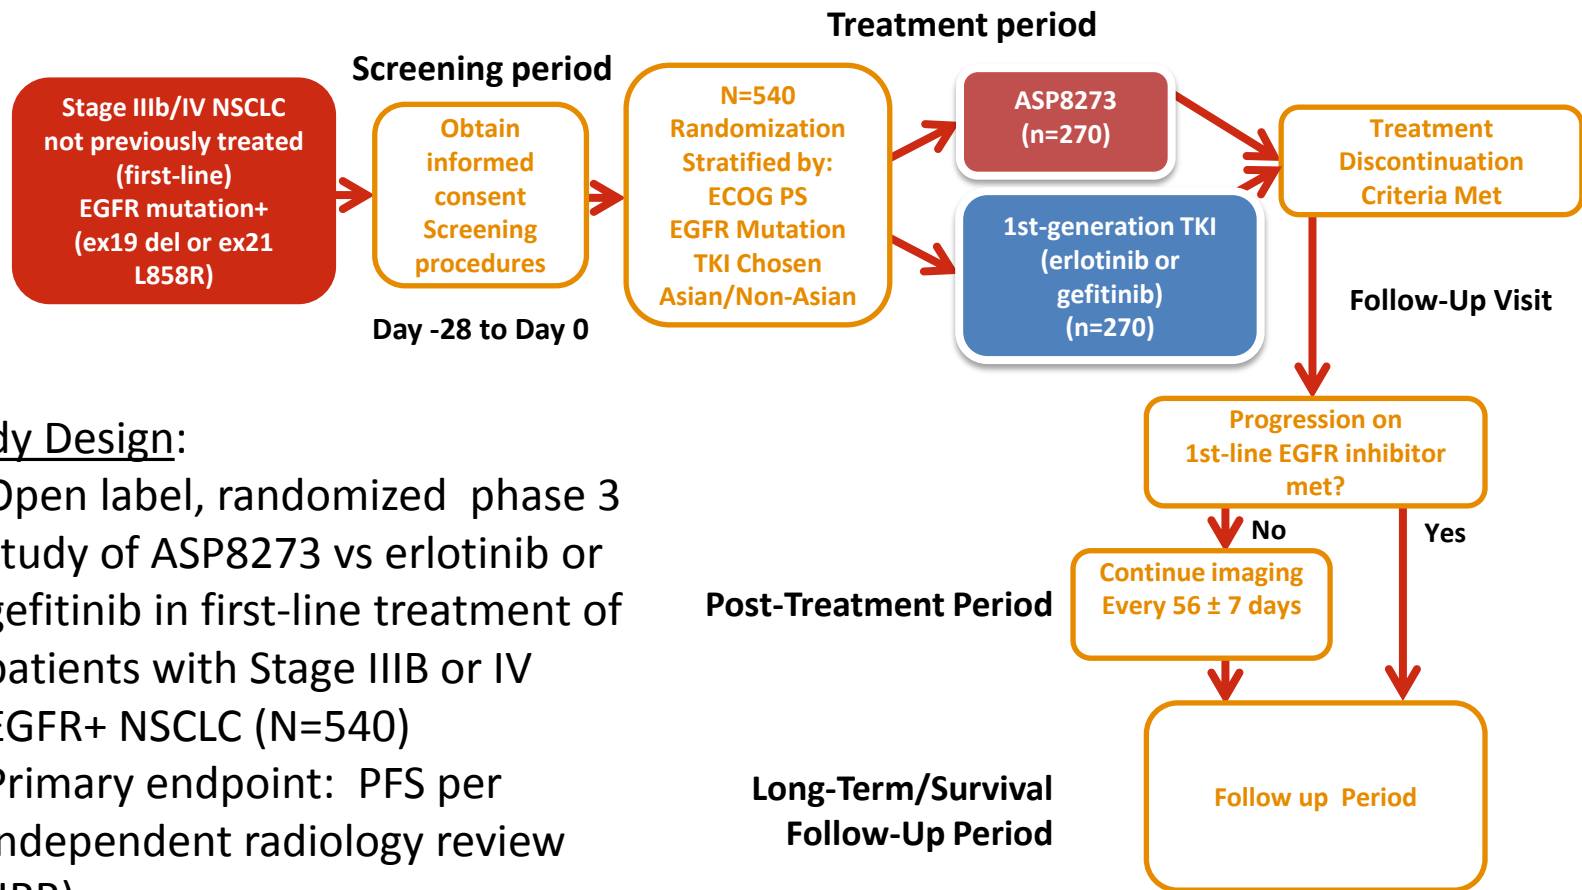 Treatment period
Screening period
Stage IIIb/IV NSCLC
not previously treated
(first-line)
EGFR mutation+
(ex19 del or ex21
L858R)
Obtain
informed
consent
Screening
procedures
Day -28 to Day 0
N=540
Randomization
Stratified by:
ECOG PS
EGFR Mutation
TKI Chosen
Asian/Non-Asian
ASP8273
(n=270)
1st-generation TKI
(erlotinib or
gefitinib)
(n=270)
Treatment
Discontinuation
Criteria Met
Follow-Up Visit
Progression on
1st-line EGFR inhibitor
met?
No
Yes
Continue imaging
Every 56 ± 7 days
Post-Treatment Period
Follow up Period
Long-Term/Survival
Follow-Up Period
dy Design:
Open label, randomized phase 3
tudy of ASP8273 vs erlotinib or
gefitinib in first-line treatment of
patients with Stage IIIB or IV
EGFR+ NSCLC (N=540)
Primary endpoint: PFS per
ndependent radiology review